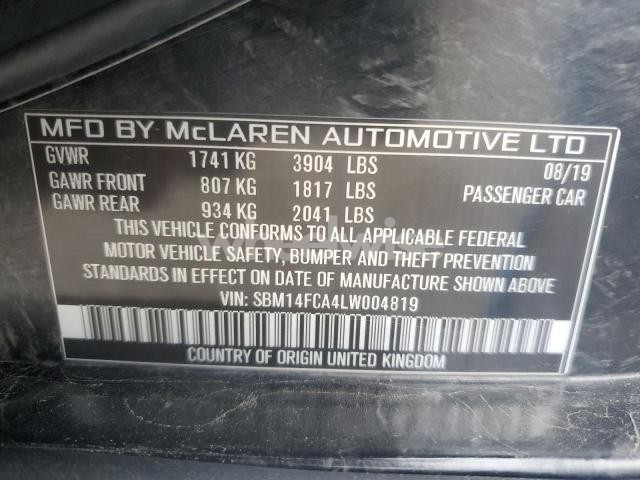 MFD BY McLAREN AUTOMOTIVE LTD
GVWR 1741 KG 3904 LBS 08/19
GAWR FRONT 807 KG 1817 LBS PASSENGER CAR
GAWR REAR 934 KG 2041 LBS
THIS VEHICLE CONFORMS TO ALL APPLICABLE FEDERAL
MOTOR VEHICLE SAFETY, BUMPER AND THEFT PREVENTION
STANDARDS IN EFFECT ON DATE OF MANUFACTURE SHOWN ABOVE
VIN: SBM14FCA4LW004819
COUNTRY OF ORIGIN UNITED KINGDOM